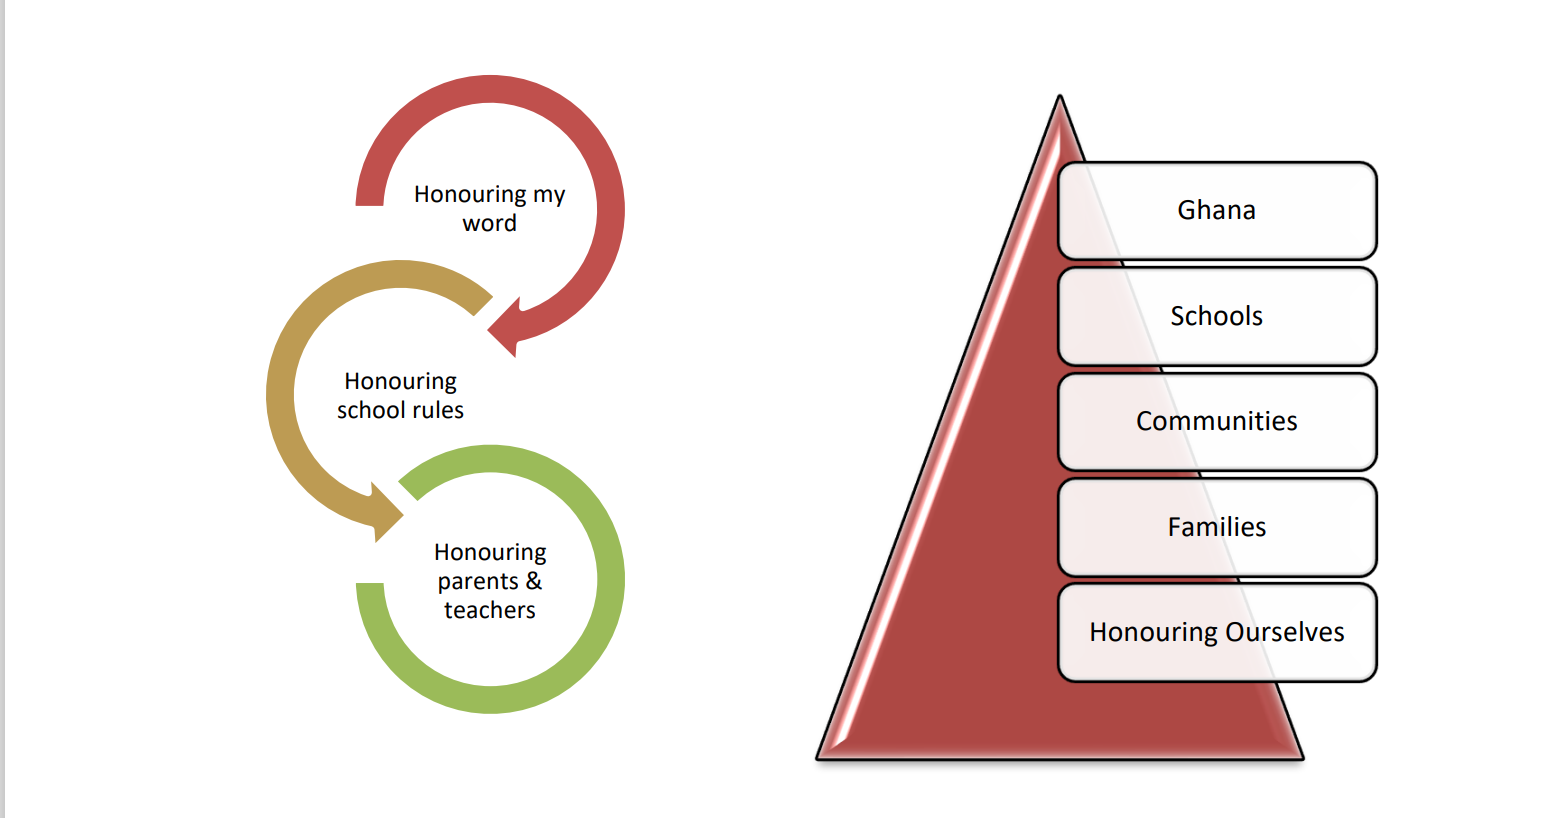 Honouring my
word
Honouring
school rules
Honouring
parents &
teachers
Ghana
Schools
Communities
Families
Honouring Ourselves